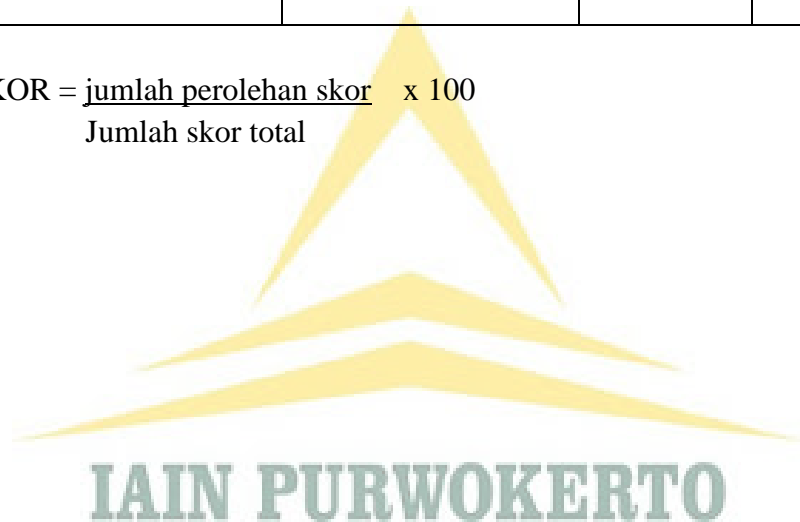 KOR = jumlah perolehan skor x 100
Jumlah skor total
IAIN PURWOKERTO